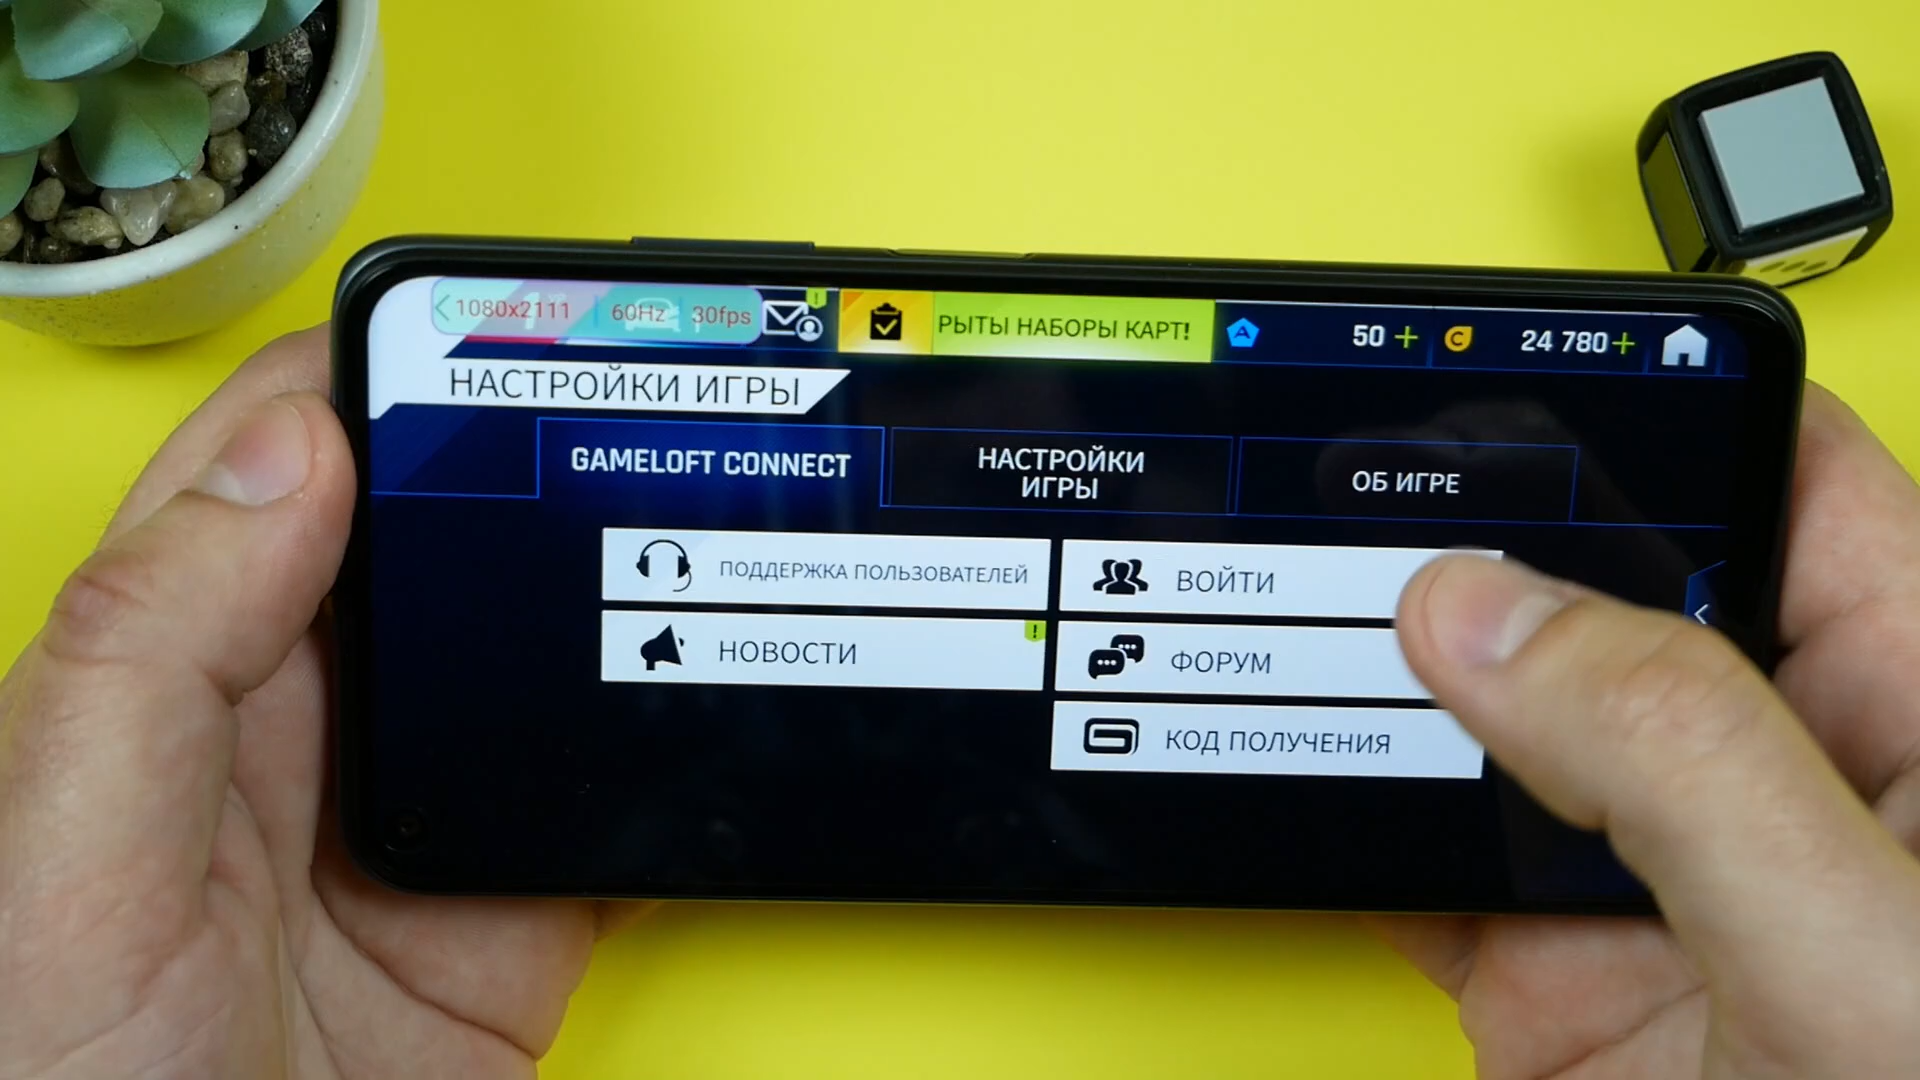 1080x2111 60Hz 30fps
РЫТЫ НАБОРЫ КАРТ!
50
24 780
НАСТРОЙКИ ИГРЫ
GAMELOFT CONNECT
НАСТРОЙКИ
ИГРЫ
ОБ ИГРЕ
ПОДДЕРЖКА ПОЛЬЗОВАТЕЛЕЙ
ВОЙТИ
НОВОСТИ
ФОРУМ
КОД ПОЛУЧЕНИЯ